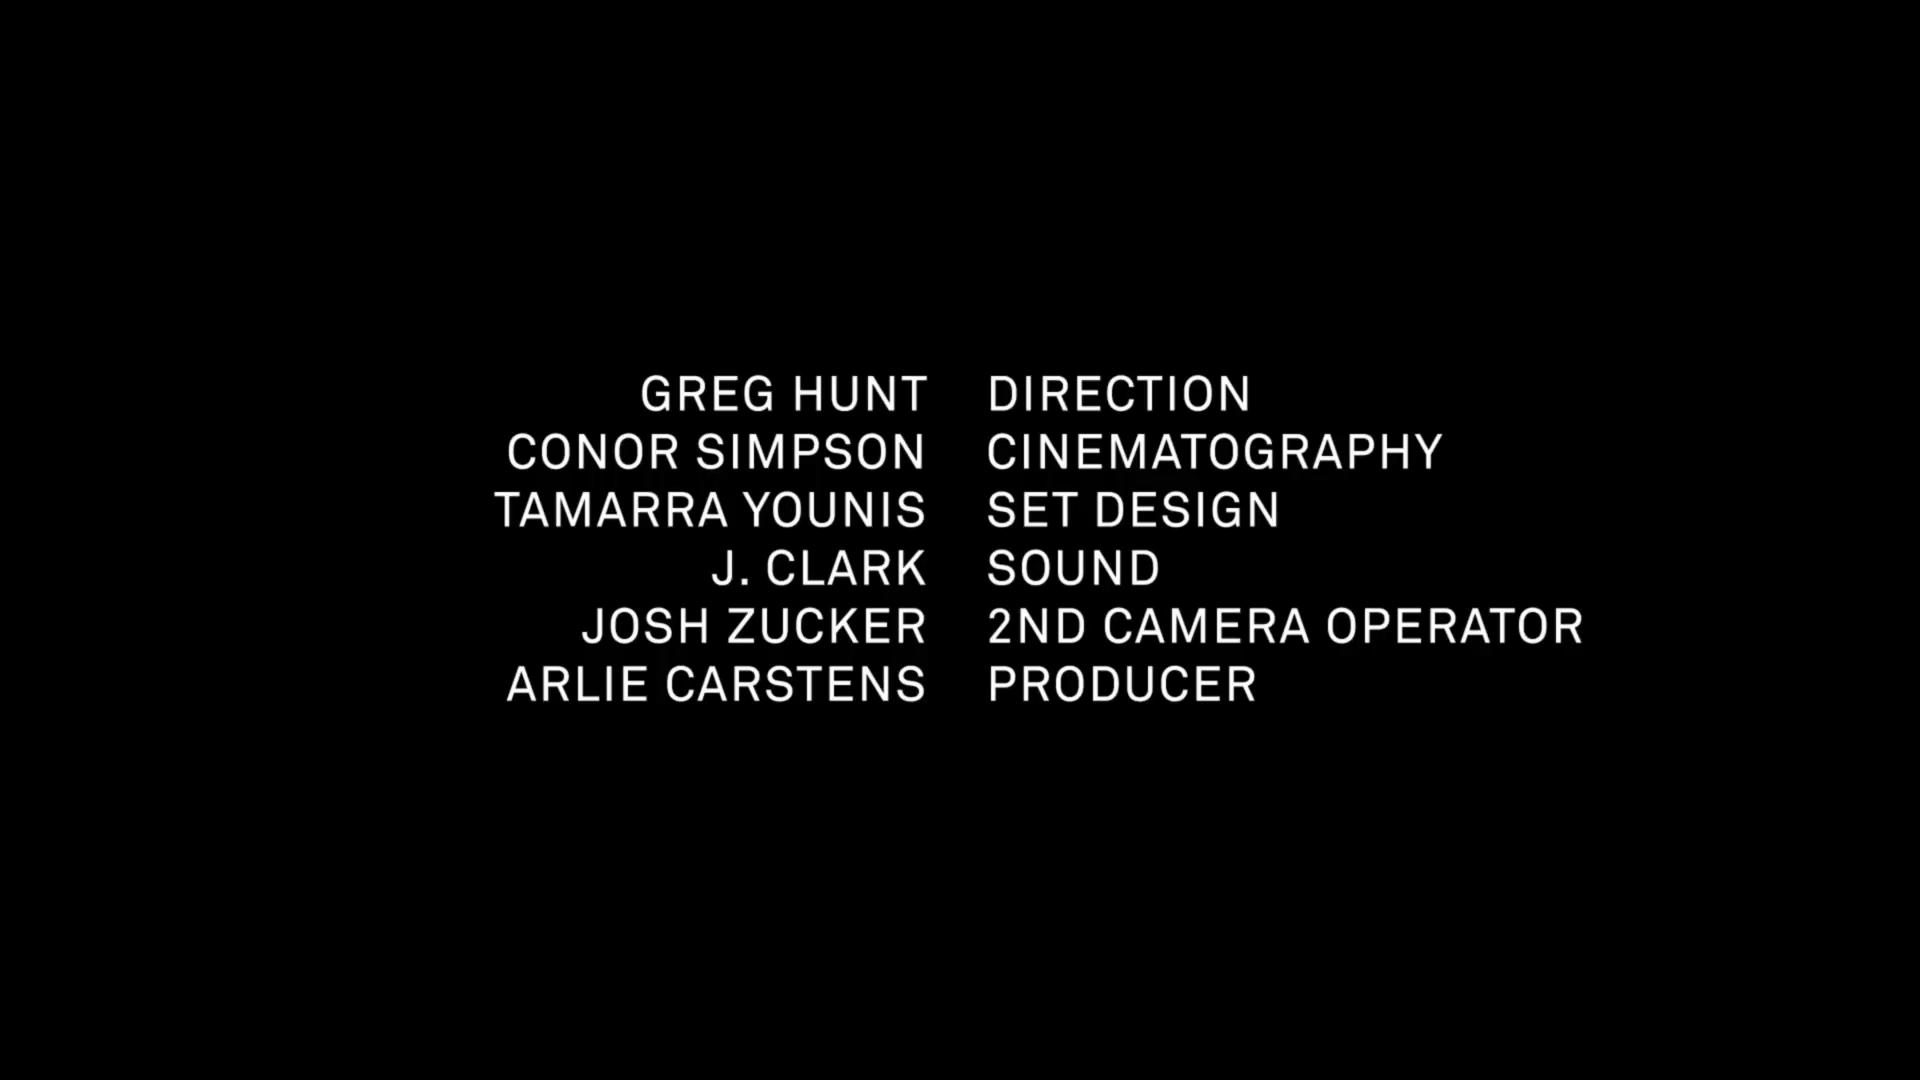 GREG HUNT DIRECTION
CONOR SIMPSON CINEMATOGRAPHY
TAMARRA YOUNIS SET DESIGN
J. CLARK SOUND
JOSH ZUCKER 2ND CAMERA OPERATOR
ARLIE CARSTENS PRODUCER